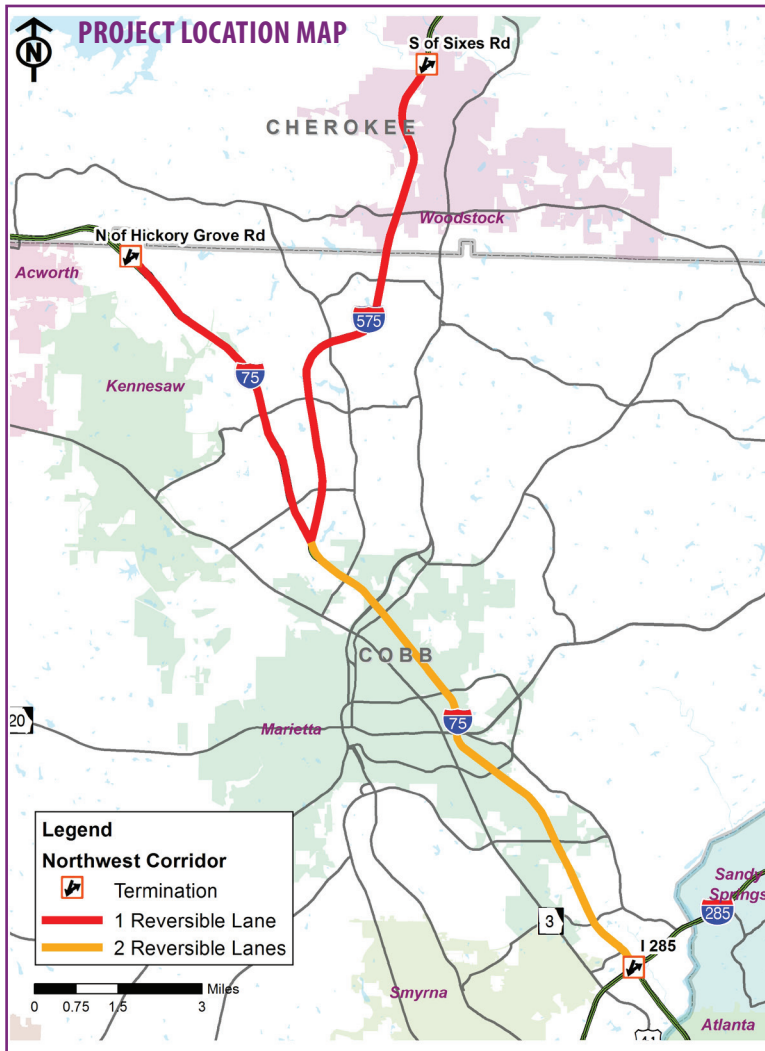 PROJECT LOCATION MAP
N
S of Sixes Rd
CHEROKEE
Woodstock
N of Hickory Grove Rd
Acworth
575
75
Kennesaw
COBB
75
20
Marietta
Legend
Northwest Corridor
Termination
1 Reversible Lane
2 Reversible Lanes
Sandy
Springs
285
3
I 285
Miles
0 0.75 1.5 3
Smyrna
Atlanta